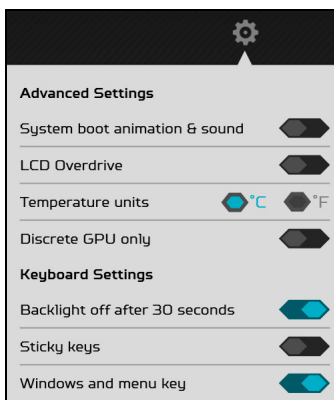 Advanced Settings
System boot animation & sound
LCD Overdrive
Temperature units °C °F
Discrete GPU only
Keyboard Settings
Backlight off after 30 seconds
Sticky keys
Windows and menu key